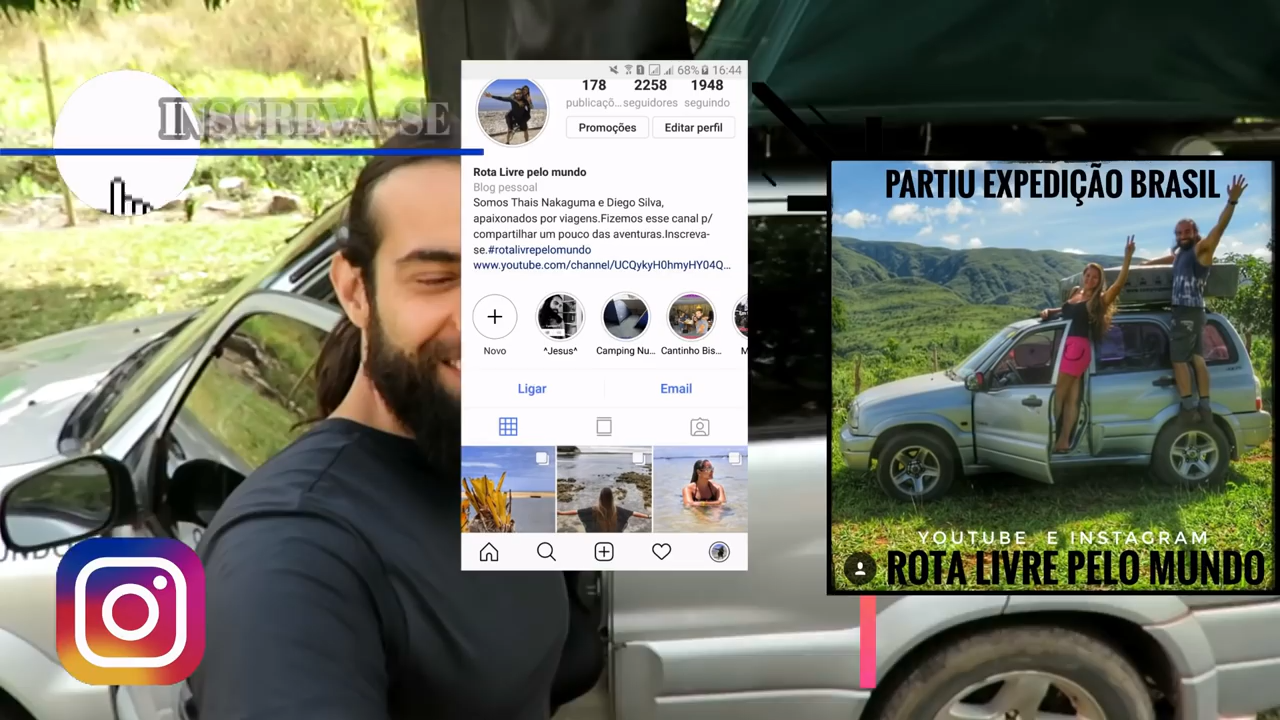 INSCREVA-SE
68% 16:44
178 2258 1948
publicaçõ... seguidores seguindo
Promoções Editar perfil
Rota Livre pelo mundo
Blog pessoal
Somos Thais Nakaguma e Diego Silva,
apaixonados por viagens.Fizemos esse canal p/
compartilhar um pouco das aventuras.Inscreva-
se.#rotalivrepelomundo
www.youtube.com/channel/UCQykyH0hmyHY04Q...
Novo ^Jesus^ Camping Nu... Cantinho Bis... M
Ligar Email
PARTIU EXPEDIÇÃO BRASIL
YOUTUBE E INSTAGRAM
ROTA LIVRE PELO MUNDO